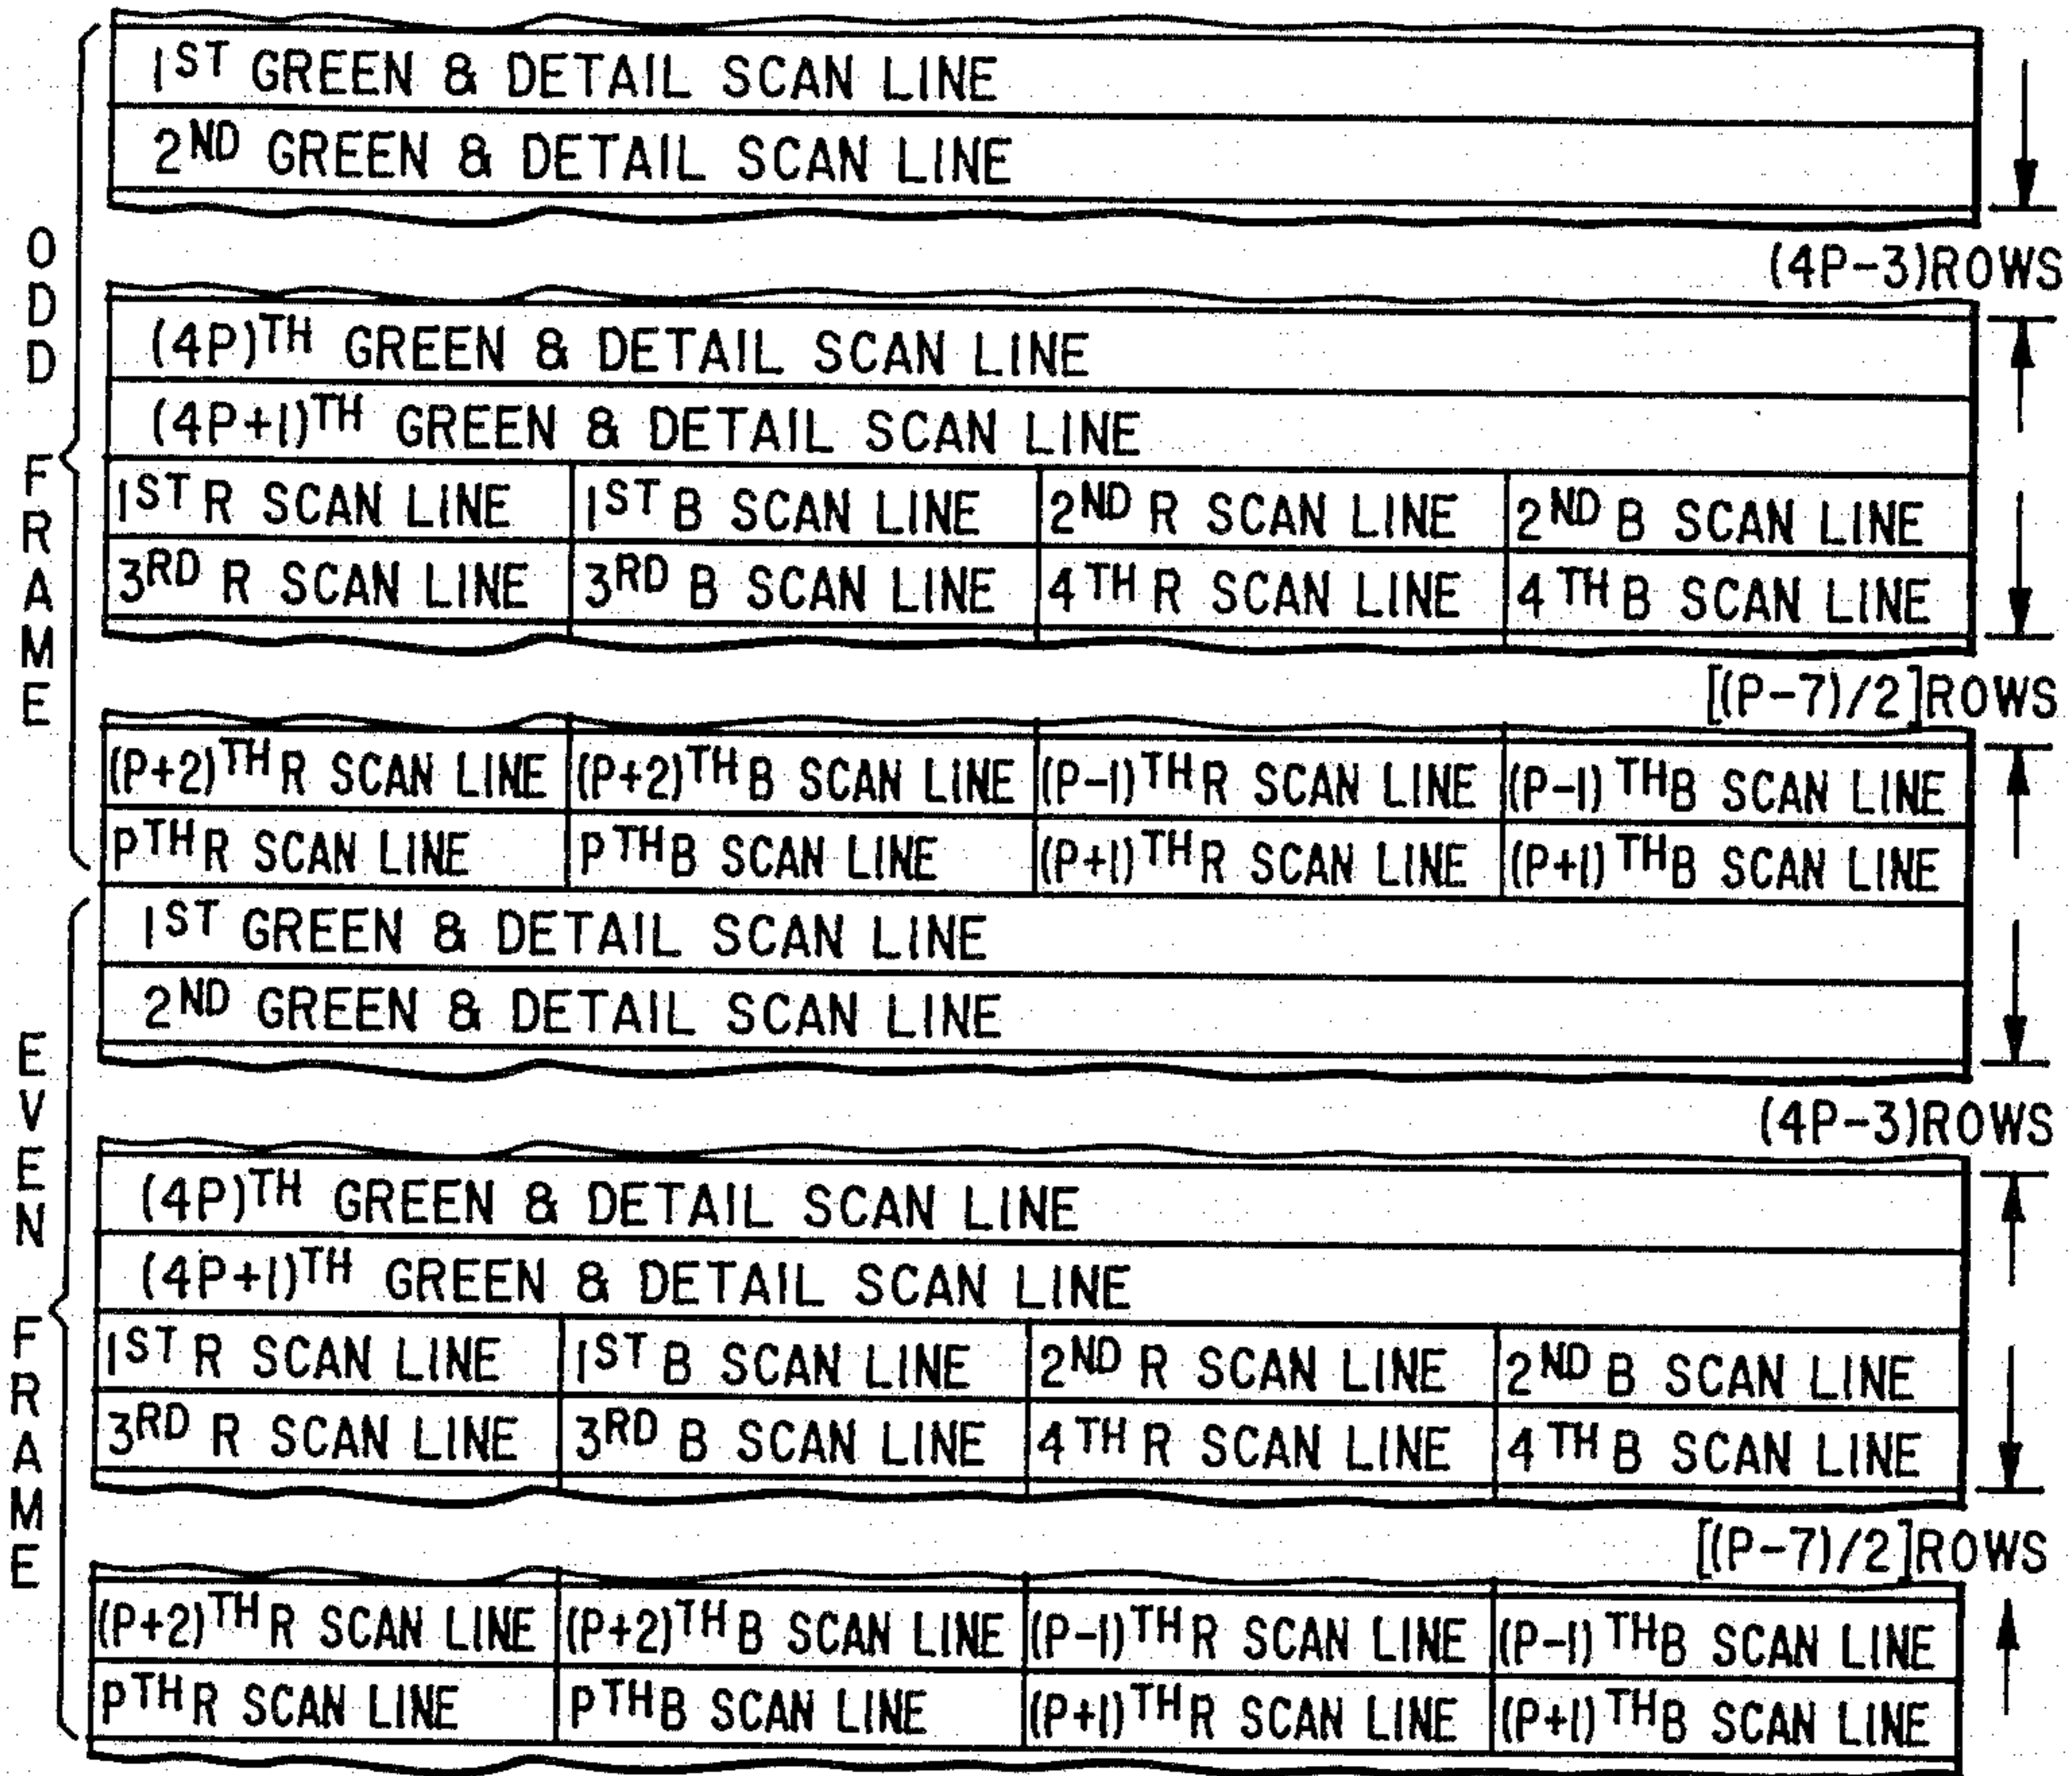 1ST GREEN & DETAIL SCAN LINE
2ND GREEN & DETAIL SCAN LINE
(4P-3)ROWS
(4P)TH GREEN & DETAIL SCAN LINE
(4P+1)TH GREEN & DETAIL SCAN LINE
1ST R SCAN LINE 1ST B SCAN LINE 2ND R SCAN LINE 2ND B SCAN LINE
3RD R SCAN LINE 3RD B SCAN LINE 4TH R SCAN LINE 4TH B SCAN LINE
[(P-7)/2]ROWS
(P+2)TH R SCAN LINE (P+2)TH B SCAN LINE (P-1)TH R SCAN LINE (P-1)TH B SCAN LINE
PTH R SCAN LINE PTH B SCAN LINE (P+1)TH R SCAN LINE (P+1)TH B SCAN LINE
ODD FRAME
1ST GREEN & DETAIL SCAN LINE
2ND GREEN & DETAIL SCAN LINE
(4P-3)ROWS
(4P)TH GREEN & DETAIL SCAN LINE
(4P+1)TH GREEN & DETAIL SCAN LINE
1ST R SCAN LINE 1ST B SCAN LINE 2ND R SCAN LINE 2ND B SCAN LINE
3RD R SCAN LINE 3RD B SCAN LINE 4TH R SCAN LINE 4TH B SCAN LINE
[(P-7)/2]ROWS
(P+2)TH R SCAN LINE (P+2)TH B SCAN LINE (P-1)TH R SCAN LINE (P-1)TH B SCAN LINE
PTH R SCAN LINE PTH B SCAN LINE (P+1)TH R SCAN LINE (P+1)TH B SCAN LINE
EVEN FRAME